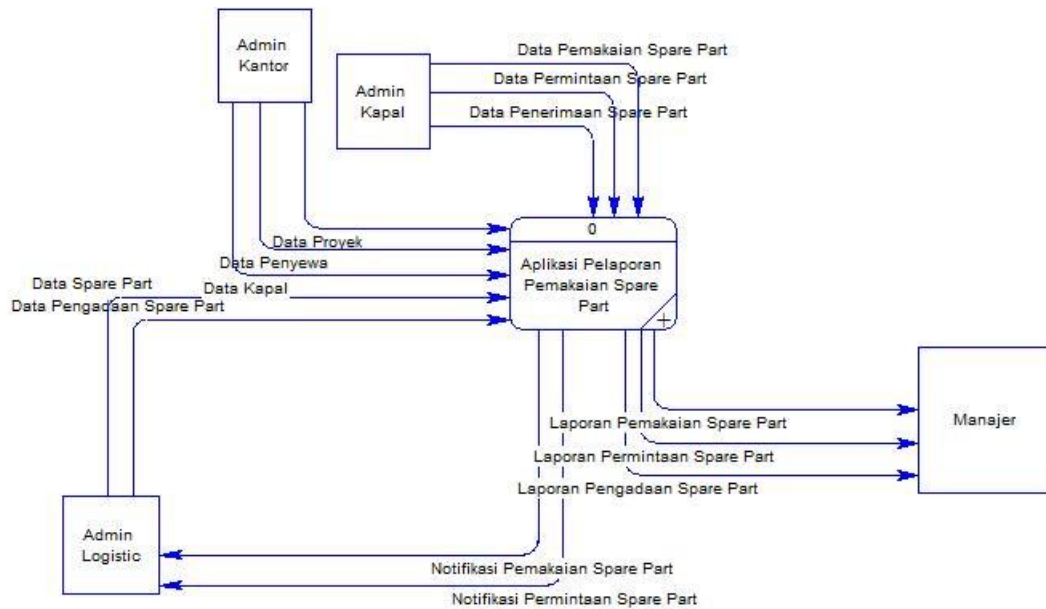 Admin
Kantor
Admin
Kapal
Data Pemakaian Spare Part
Data Permintaan Spare Part
Data Penerimaan Spare Part
0
Aplikasi Pelaporan
Pemakaian Spare
Part
Data Proyek
Data Penyewa
Data Kapal
Data Spare Part
Data Pengadaan Spare Part
Laporan Pemakaian Spare Part
Laporan Permintaan Spare Part
Laporan Pengadaan Spare Part
Manajer
Admin
Logistic
Notifikasi Pemakaian Spare Part
Notifikasi Permintaan Spare Part